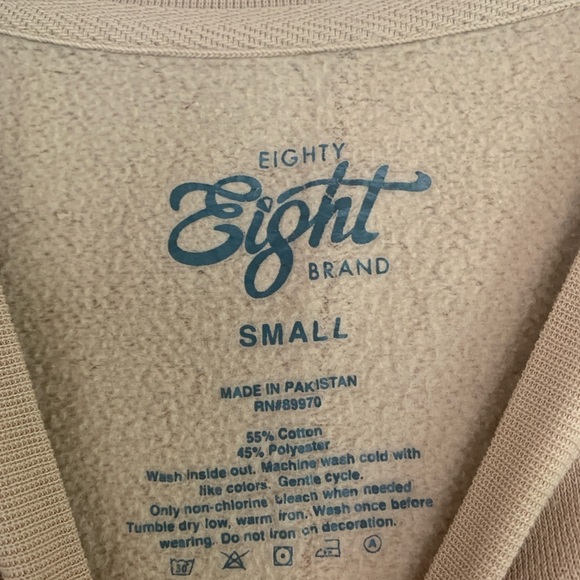 EIGHTY
Eight
BRAND
SMALL
MADE IN PAKISTAN
RN#89970
55% Cotton
45% Polyester
Wash inside out. Machine wash cold with
like colors. Gentle cycle.
Only non-chlorine bleach when needed
Tumble dry low, warm iron. Wash once before
wearing. Do not iron on decoration.
30
A